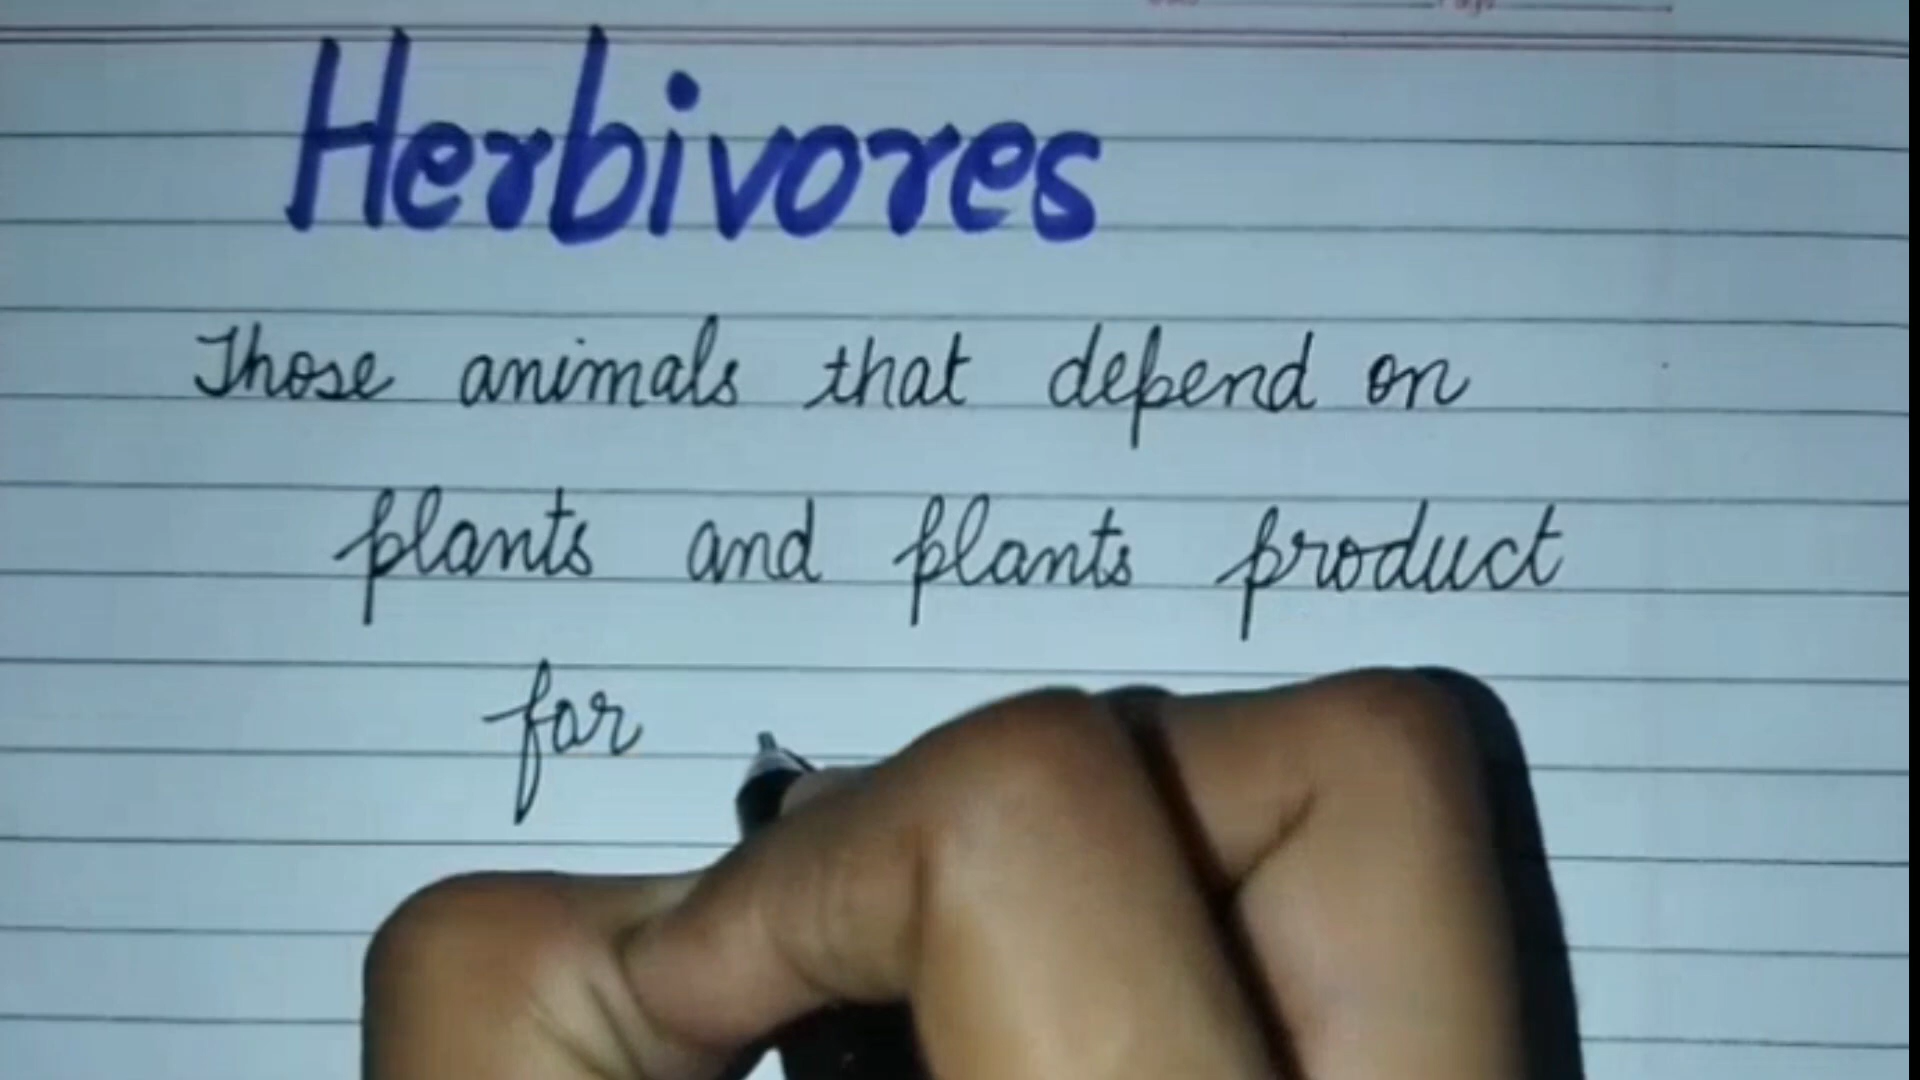 Herbivores
Those animals that depend on
plants and plants product
for